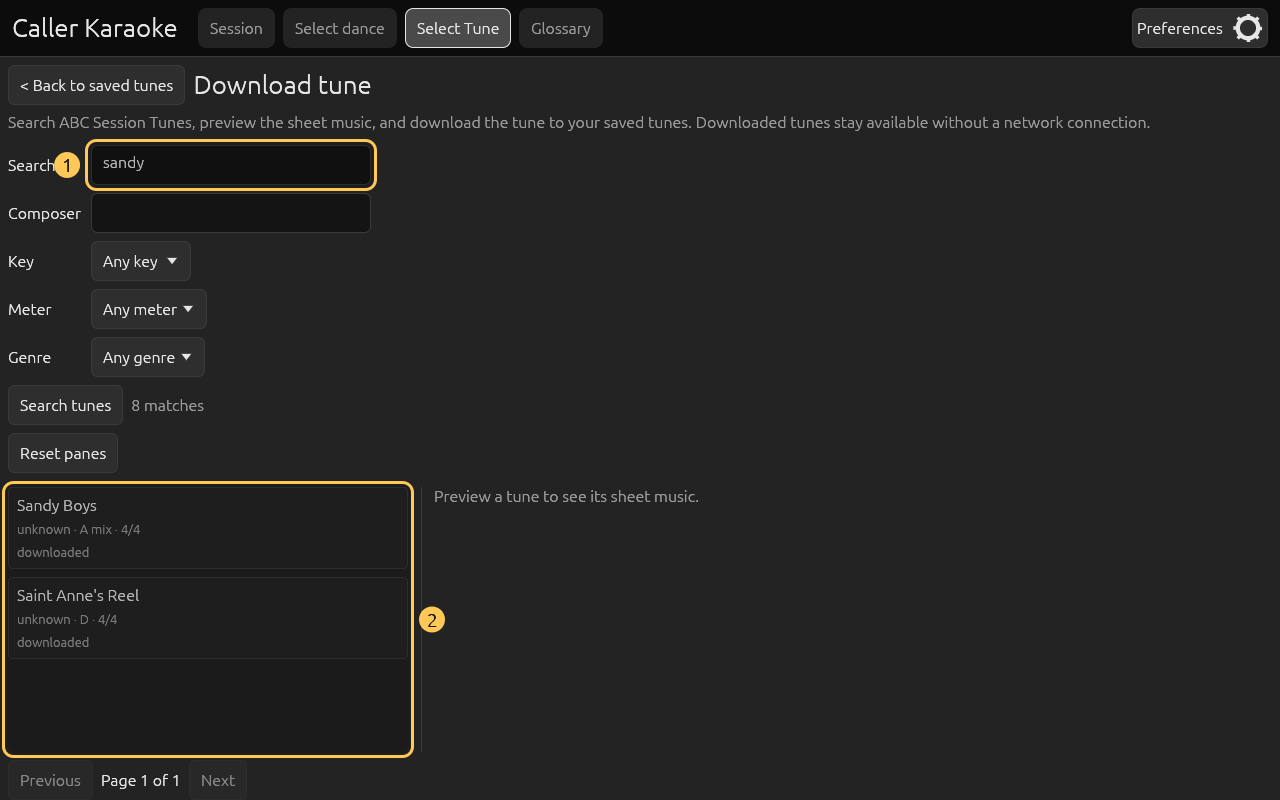 Caller Karaoke Session Select dance Select Tune Glossary Preferences
< Back to saved tunes Download tune
Search ABC Session Tunes, preview the sheet music, and download the tune to your saved tunes. Downloaded tunes stay available without a network connection.
Search 1 sandy
Composer
Key Any key
Meter Any meter
Genre Any genre
Search tunes 8 matches
Reset panes
Sandy Boys
unknown · A mix · 4/4
downloaded
Saint Anne's Reel
unknown · D · 4/4
downloaded
2
Preview a tune to see its sheet music.
Previous Page 1 of 1 Next